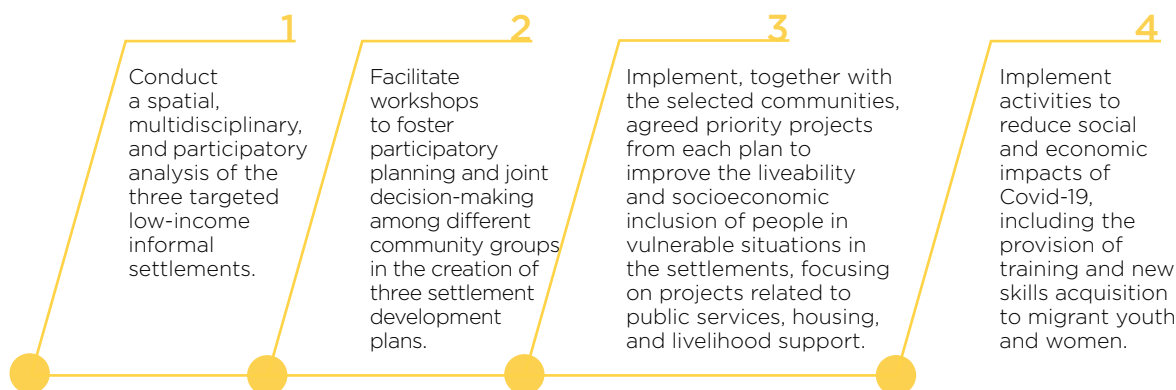 1
Conduct
a spatial,
multidisciplinary,
and participatory
analysis of the
three targeted
low-income
informal
settlements.
2
Facilitate
workshops
to foster
participatory
planning and joint
decision-making
among different
community groups
in the creation of
three settlement
development
plans.
3
Implement, together with
the selected communities,
agreed priority projects
from each plan to
improve the liveability
and socioeconomic
inclusion of people in
vulnerable situations in
the settlements, focusing
on projects related to
public services, housing,
and livelihood support.
4
Implement
activities to
reduce social
and economic
impacts of
Covid-19,
including the
provision of
training and new
skills acquisition
to migrant youth
and women.